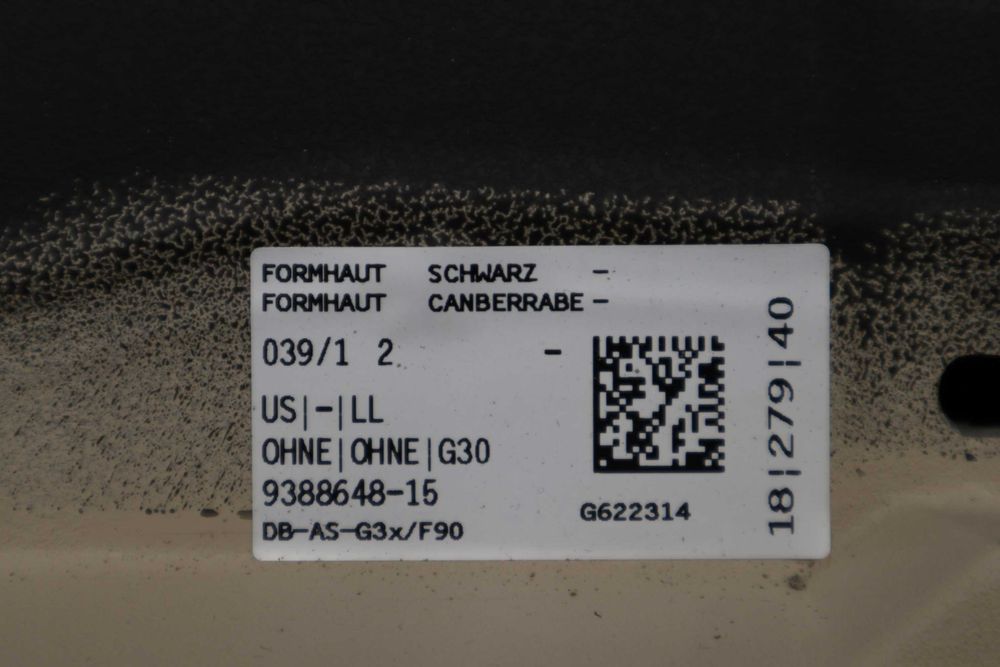 FORMHAUT SCHWARZ -
FORMHAUT CANBERRABE -
039/1 2 -
US|-|LL
OHNE|OHNE|G30
9388648-15
DB-AS-G3x/F90
G622314
18|279|40